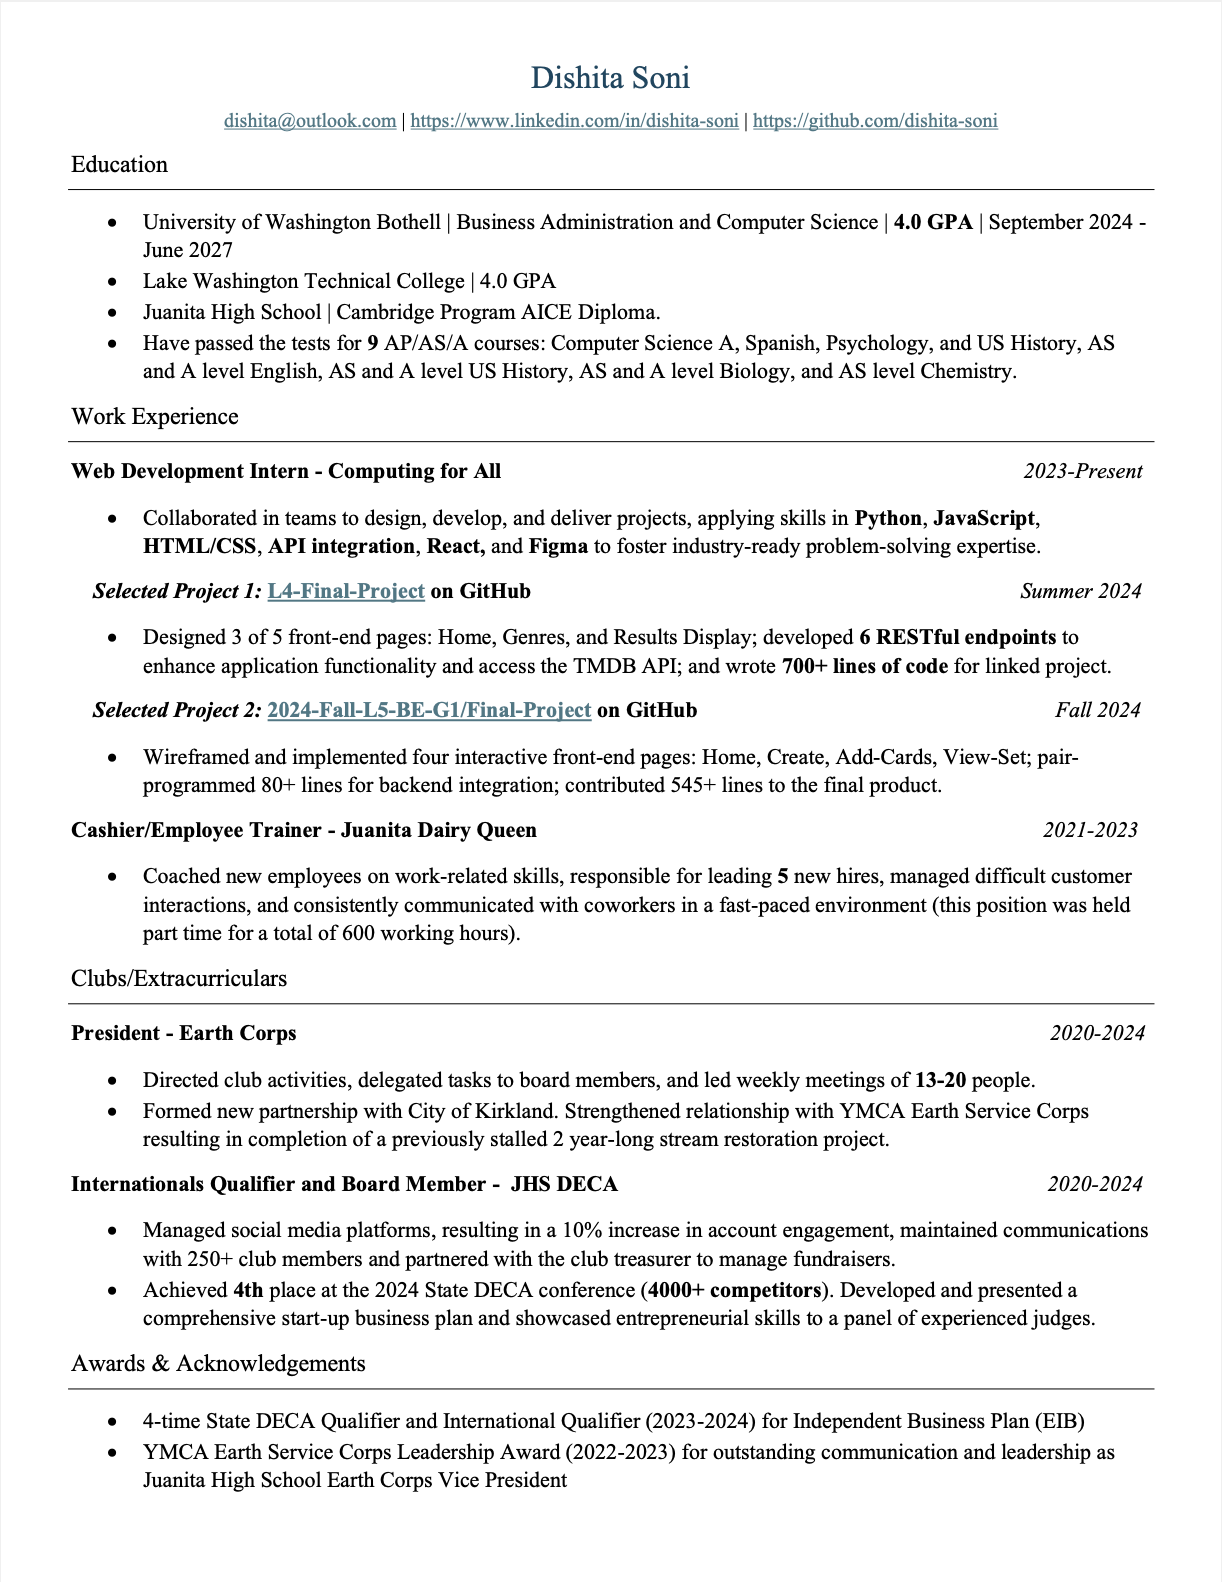 Dishita Soni
dishita@outlook.com | https://www.linkedin.com/in/dishita-soni | https://github.com/dishita-soni
Education
• University of Washington Bothell | Business Administration and Computer Science | 4.0 GPA | September 2024 -
June 2027
• Lake Washington Technical College | 4.0 GPA
• Juanita High School | Cambridge Program AICE Diploma.
• Have passed the tests for 9 AP/AS/A courses: Computer Science A, Spanish, Psychology, and US History, AS
and A level English, AS and A level US History, AS and A level Biology, and AS level Chemistry.
Work Experience
Web Development Intern - Computing for All 2023-Present
• Collaborated in teams to design, develop, and deliver projects, applying skills in Python, JavaScript,
HTML/CSS, API integration, React, and Figma to foster industry-ready problem-solving expertise.
Selected Project 1: L4-Final-Project on GitHub Summer 2024
• Designed 3 of 5 front-end pages: Home, Genres, and Results Display; developed 6 RESTful endpoints to
enhance application functionality and access the TMDB API; and wrote 700+ lines of code for linked project.
Selected Project 2: 2024-Fall-L5-BE-G1/Final-Project on GitHub Fall 2024
• Wireframed and implemented four interactive front-end pages: Home, Create, Add-Cards, View-Set; pair-
programmed 80+ lines for backend integration; contributed 545+ lines to the final product.
Cashier/Employee Trainer - Juanita Dairy Queen 2021-2023
• Coached new employees on work-related skills, responsible for leading 5 new hires, managed difficult customer
interactions, and consistently communicated with coworkers in a fast-paced environment (this position was held
part time for a total of 600 working hours).
Clubs/Extracurriculars
President - Earth Corps 2020-2024
• Directed club activities, delegated tasks to board members, and led weekly meetings of 13-20 people.
• Formed new partnership with City of Kirkland. Strengthened relationship with YMCA Earth Service Corps
resulting in completion of a previously stalled 2 year-long stream restoration project.
Internationals Qualifier and Board Member - JHS DECA 2020-2024
• Managed social media platforms, resulting in a 10% increase in account engagement, maintained communications
with 250+ club members and partnered with the club treasurer to manage fundraisers.
• Achieved 4th place at the 2024 State DECA conference (4000+ competitors). Developed and presented a
comprehensive start-up business plan and showcased entrepreneurial skills to a panel of experienced judges.
Awards & Acknowledgements
• 4-time State DECA Qualifier and International Qualifier (2023-2024) for Independent Business Plan (EIB)
• YMCA Earth Service Corps Leadership Award (2022-2023) for outstanding communication and leadership as
Juanita High School Earth Corps Vice President